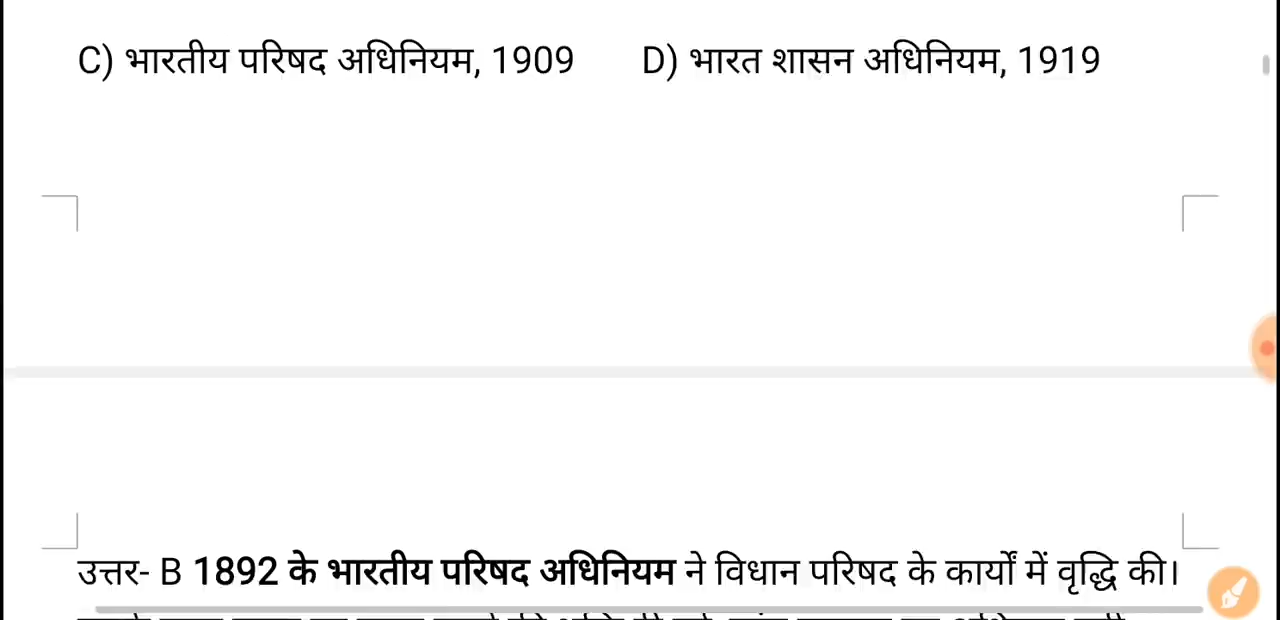 C) भारतीय परिषद अधिनियम, 1909 D) भारत शासन अधिनियम, 1919
उत्तर- B 1892 के भारतीय परिषद अधिनियम ने विधान परिषद के कार्यों में वृद्धि की।